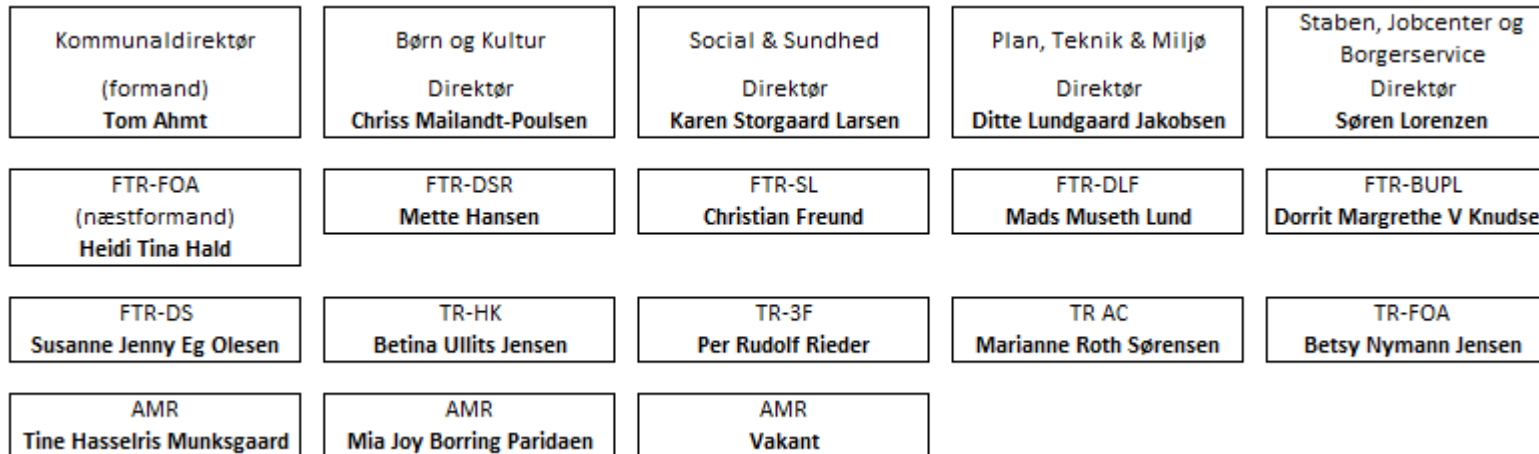 Kommunaldirektør
(formand)
Tom Ahmt
Børn og Kultur
Direktør
Chriss Mailandt-Poulsen
Social & Sundhed
Direktør
Karen Storgaard Larsen
Plan, Teknik & Miljø
Direktør
Ditte Lundgaard Jakobsen
Staben, Jobcenter og
Borgerservice
Direktør
Søren Lorenzen
FTR-FOA
(næstformand)
Heidi Tina Hald
FTR-DSR
Mette Hansen
FTR-SL
Christian Freund
FTR-DLF
Mads Museth Lund
FTR-BUPL
Dorrit Margrethe V Knudse
FTR-DS
Susanne Jenny Eg Olesen
TR-HK
Betina Ullits Jensen
TR-3F
Per Rudolf Rieder
TR AC
Marianne Roth Sørensen
TR-FOA
Betsy Nymann Jensen
AMR
Tine Hasselris Munksgaard
AMR
Mia Joy Borring Paridaen
AMR
Vakant